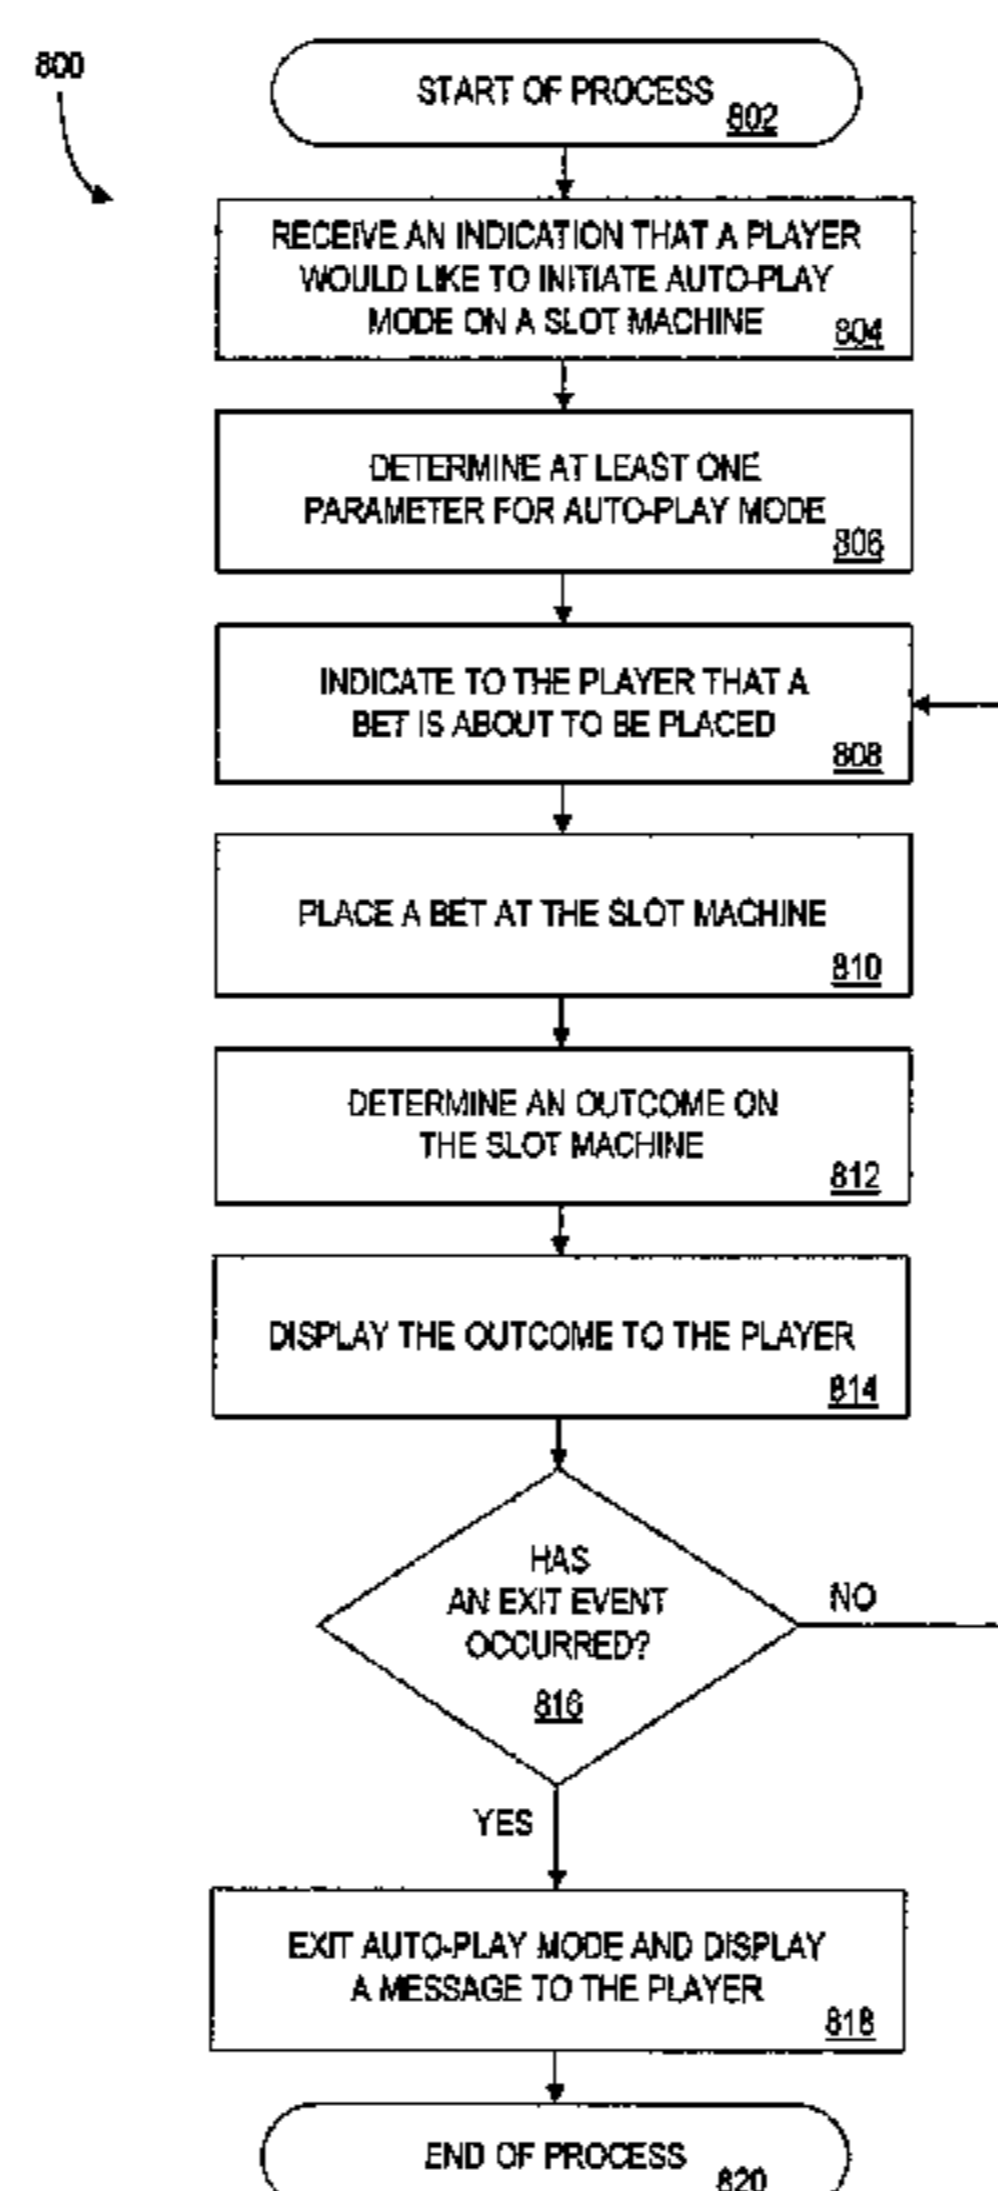 800
START OF PROCESS
802
RECEIVE AN INDICATION THAT A PLAYER
WOULD LIKE TO INITIATE AUTO-PLAY
MODE ON A SLOT MACHINE
804
DETERMINE AT LEAST ONE
PARAMETER FOR AUTO-PLAY MODE
806
INDICATE TO THE PLAYER THAT A
BET IS ABOUT TO BE PLACED
808
PLACE A BET AT THE SLOT MACHINE
810
DETERMINE AN OUTCOME ON
THE SLOT MACHINE
812
DISPLAY THE OUTCOME TO THE PLAYER
814
HAS
AN EXIT EVENT
OCCURRED?
816
NO
YES
EXIT AUTO-PLAY MODE AND DISPLAY
A MESSAGE TO THE PLAYER
818
END OF PROCESS
820